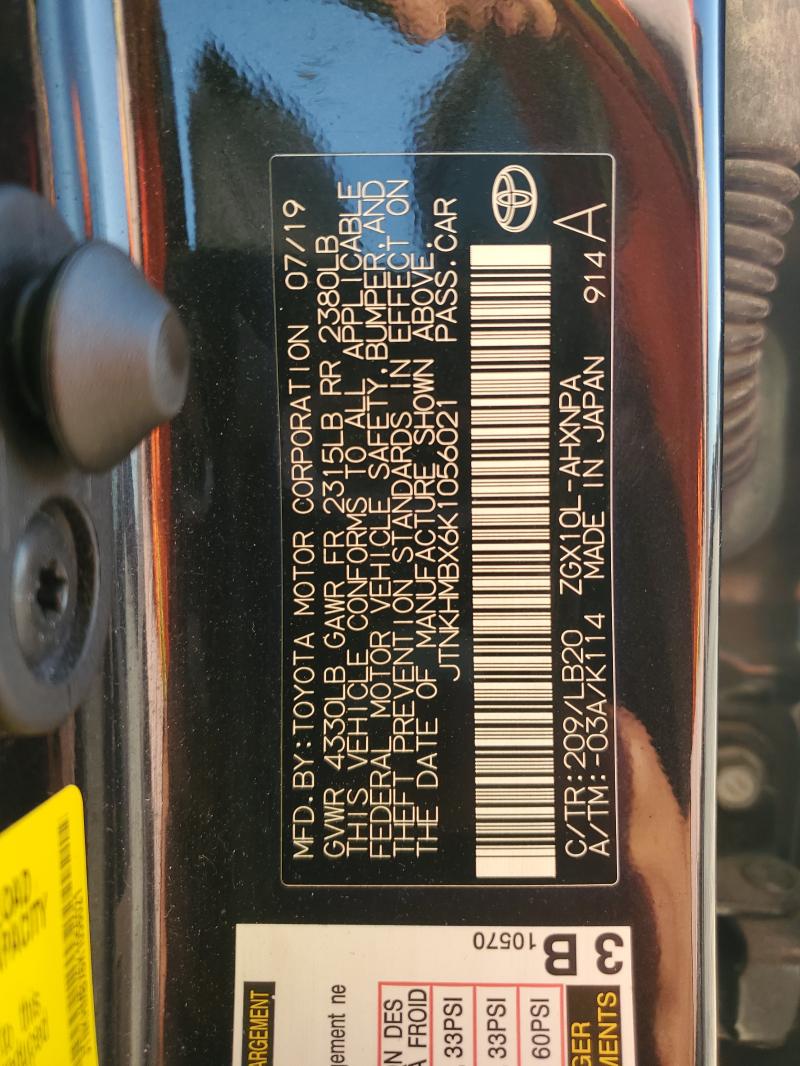 MFD.BY:TOYOTA MOTOR CORPORATION 07/19
GVWR 4330LB GAWR FR 2315LB RR 2380LB
THIS VEHICLE CONFORMS TO ALL APPLICABLE
FEDERAL MOTOR VEHICLE SAFETY,BUMPER,AND
THEFT PREVENTION STANDARDS IN EFFECT ON
THE DATE OF MANUFACTURE SHOWN ABOVE.
JTNKHMBX6K1056021 PASS.CAR
C/TR:209/LB20 ZGX10L-AHXNPA
A/TM:-03A/K114 MADE IN JAPAN 914 A
3B
10570
33PSI
33PSI
60PSI